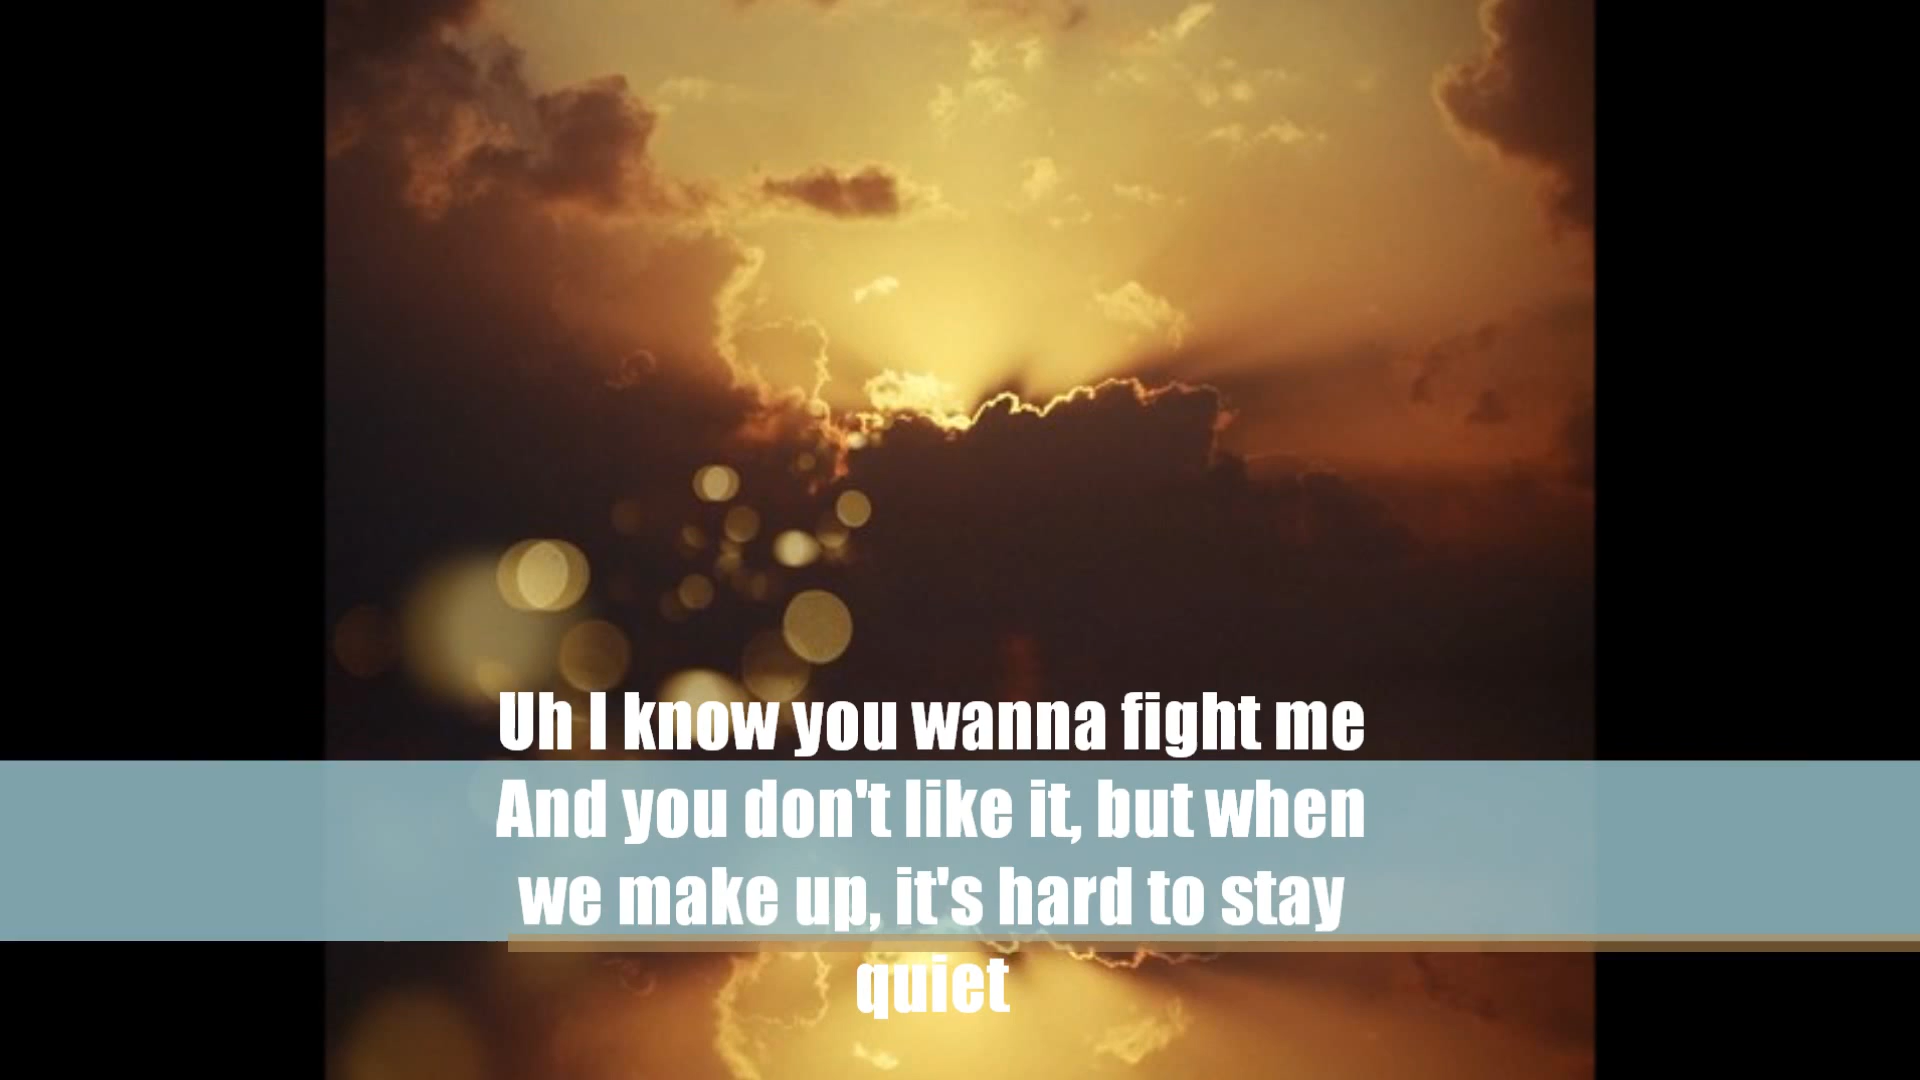 Uh I know you wanna fight me
And you don't like it, but when
we make up, it's hard to stay
quiet